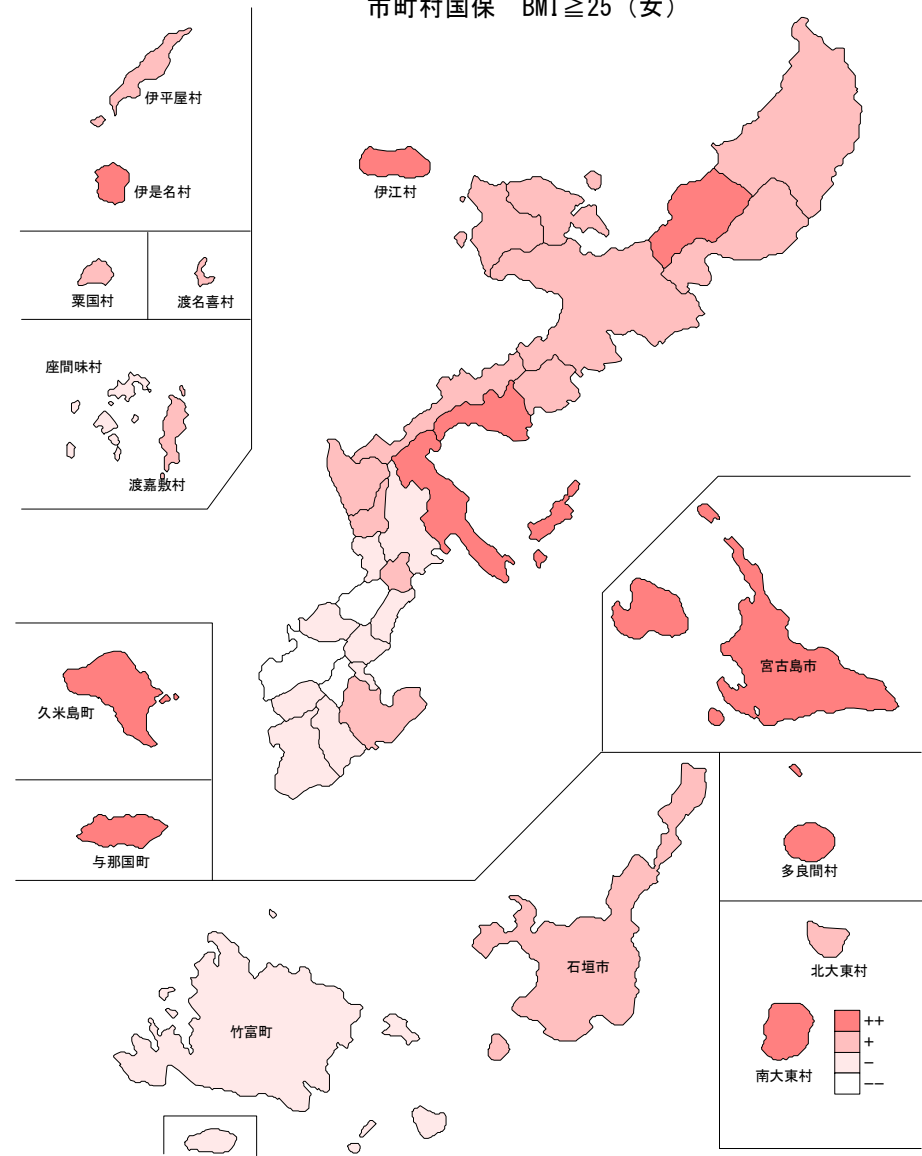 市町村国保 BMI≧25（女）
伊平屋村
伊是名村
伊江村
粟国村
渡名喜村
座間味村
渡嘉敷村
久米島町
宮古島市
与那国町
多良間村
石垣市
北大東村
竹富町
南大東村
++
+
−
−−